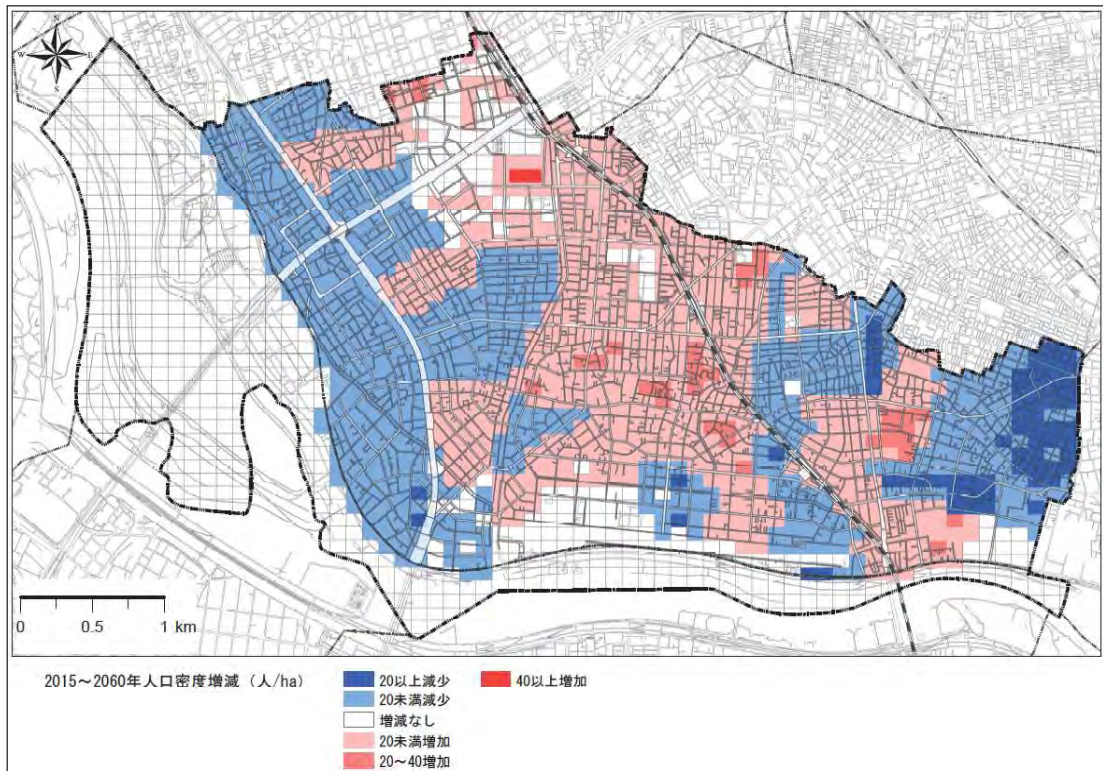 N
W
E
S
0 0.5 1 km
2015～2060年人口密度増減（人/ha）
20以上減少
20未満減少
増減なし
20未満増加
20～40増加
40以上増加